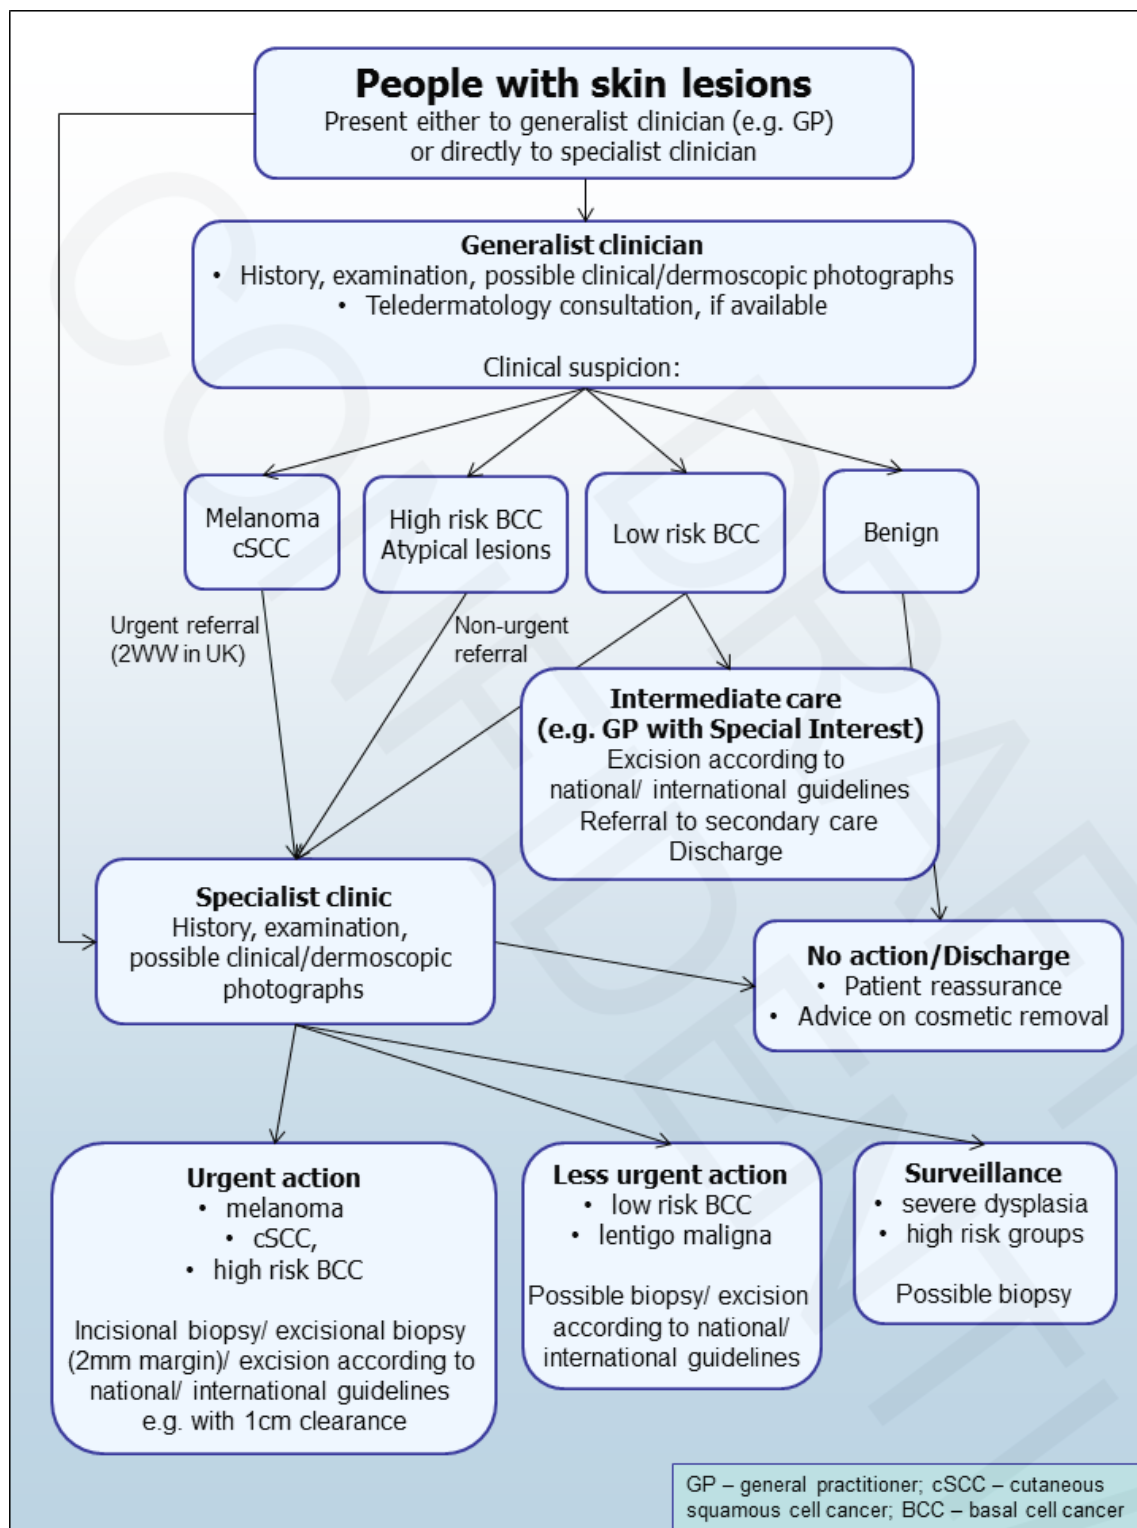 People with skin lesions
Present either to generalist clinician (e.g. GP)
or directly to specialist clinician
Generalist clinician
• History, examination, possible clinical/dermoscopic photographs
• Teledermatology consultation, if available
Clinical suspicion:
Melanoma
cSCC
High risk BCC
Atypical lesions
Low risk BCC
Benign
Urgent referral
(2WW in UK)
Non-urgent
referral
Intermediate care
(e.g. GP with Special Interest)
Excision according to
national/ international guidelines
Referral to secondary care
Discharge
Specialist clinic
History, examination,
possible clinical/dermoscopic
photographs
No action/Discharge
• Patient reassurance
• Advice on cosmetic removal
Urgent action
• melanoma
• cSCC,
• high risk BCC
Incisional biopsy/ excisional biopsy
(2mm margin)/ excision according to
national/ international guidelines
e.g. with 1cm clearance
Less urgent action
• low risk BCC
• lentigo maligna
Possible biopsy/ excision
according to national/
international guidelines
Surveillance
• severe dysplasia
• high risk groups
Possible biopsy
GP – general practitioner; cSCC – cutaneous
squamous cell cancer; BCC – basal cell cancer
DRAFT
CONFIDENTI